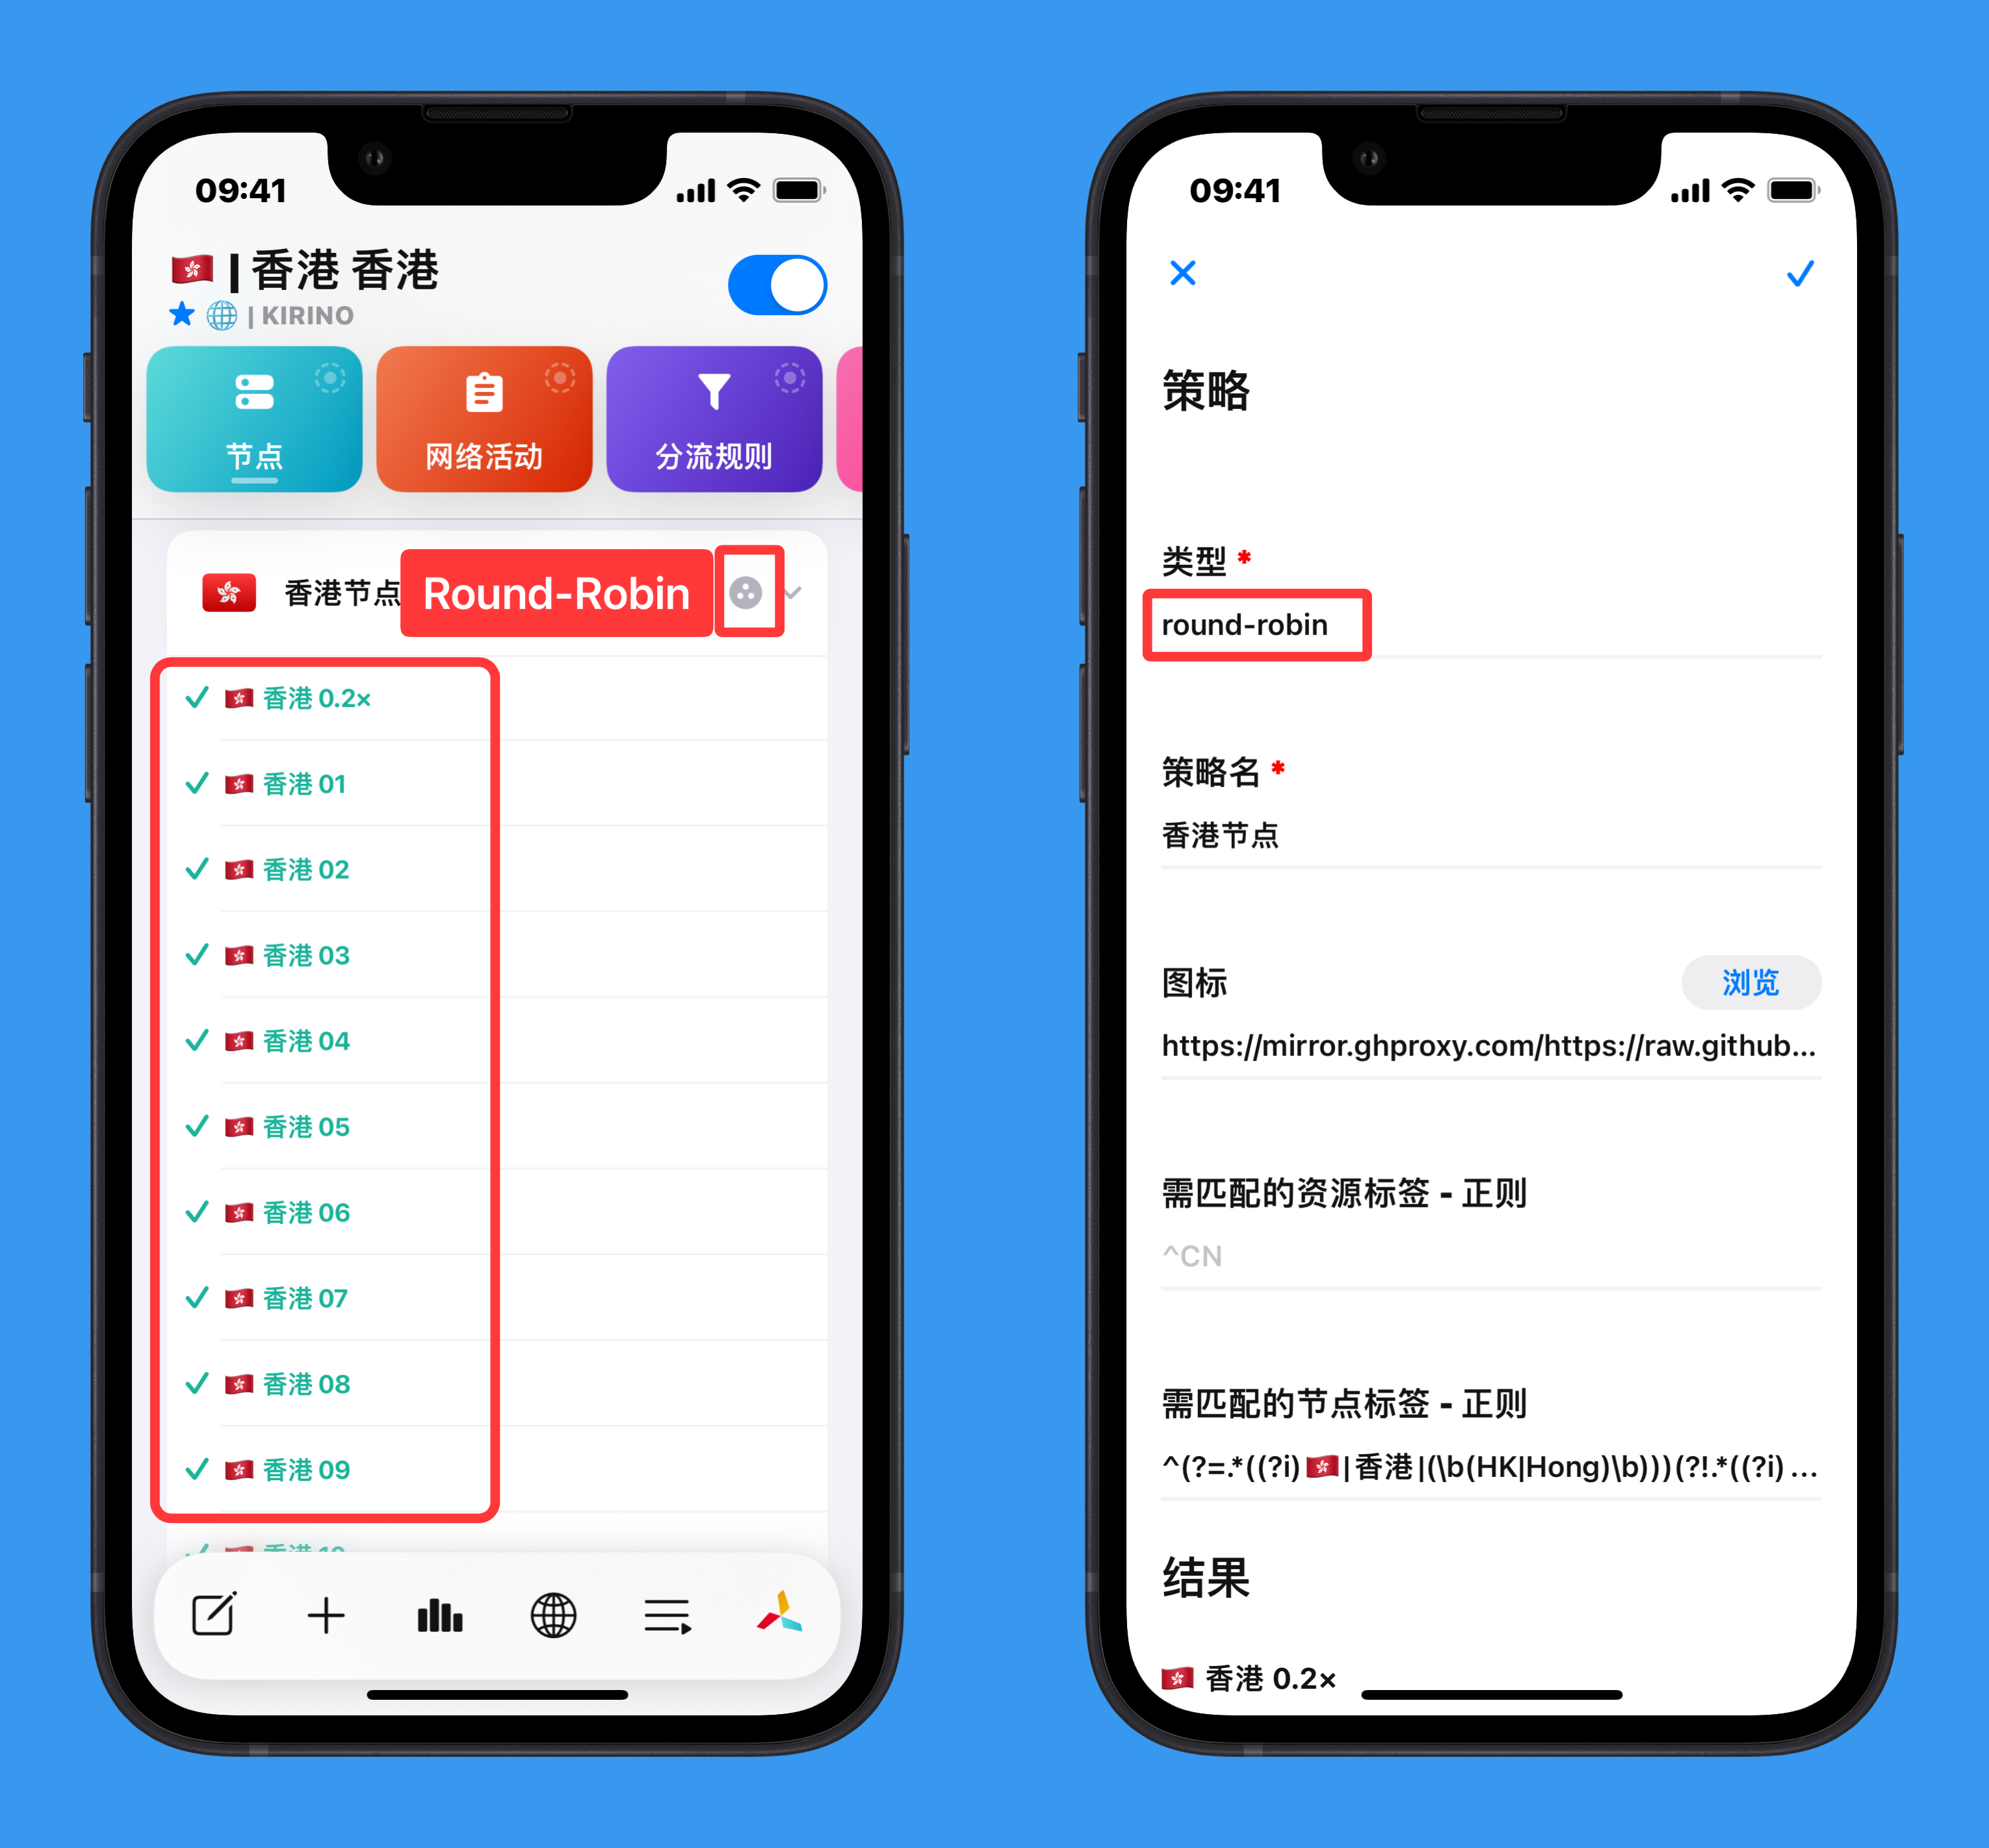 09:41
🇭🇰 | 香港 香港
★ 🌐 | KIRINO
节点
网络活动
分流规则
香港节点
Round-Robin
🇭🇰 香港 0.2×
🇭🇰 香港 01
🇭🇰 香港 02
🇭🇰 香港 03
🇭🇰 香港 04
🇭🇰 香港 05
🇭🇰 香港 06
🇭🇰 香港 07
🇭🇰 香港 08
🇭🇰 香港 09
09:41
策略
类型 *
round-robin
策略名 *
香港节点
图标
浏览
https://mirror.ghproxy.com/https://raw.github...
需匹配的资源标签 - 正则
^CN
需匹配的节点标签 - 正则
^(?=.*((?i)🇭🇰|香港|(\b(HK|Hong)\b)))(?!.*((?i) ...
结果
🇭🇰 香港 0.2×